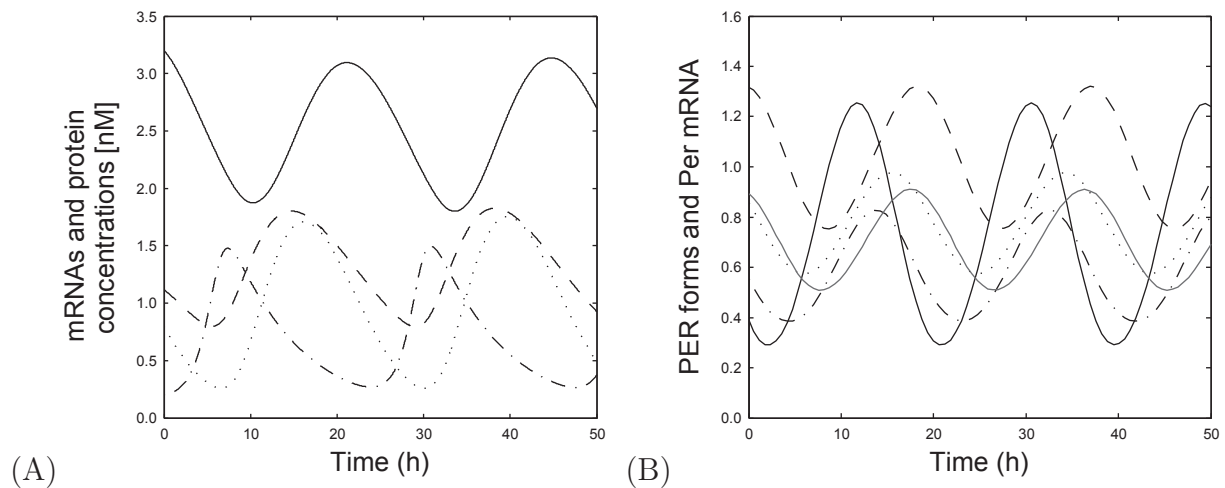 3.5
3.0
2.5
2.0
1.5
1.0
0.5
0.0
mRNAs and protein
concentrations [nM]
0 10 20 30 40 50
Time (h)
(A)
1.6
1.4
1.2
1.0
0.8
0.6
0.4
0.2
0.0
PER forms and Per mRNA
0 10 20 30 40 50
Time (h)
(B)